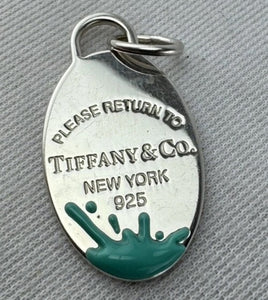 PLEASE RETURN TO
TIFFANY & CO.
NEW YORK
925